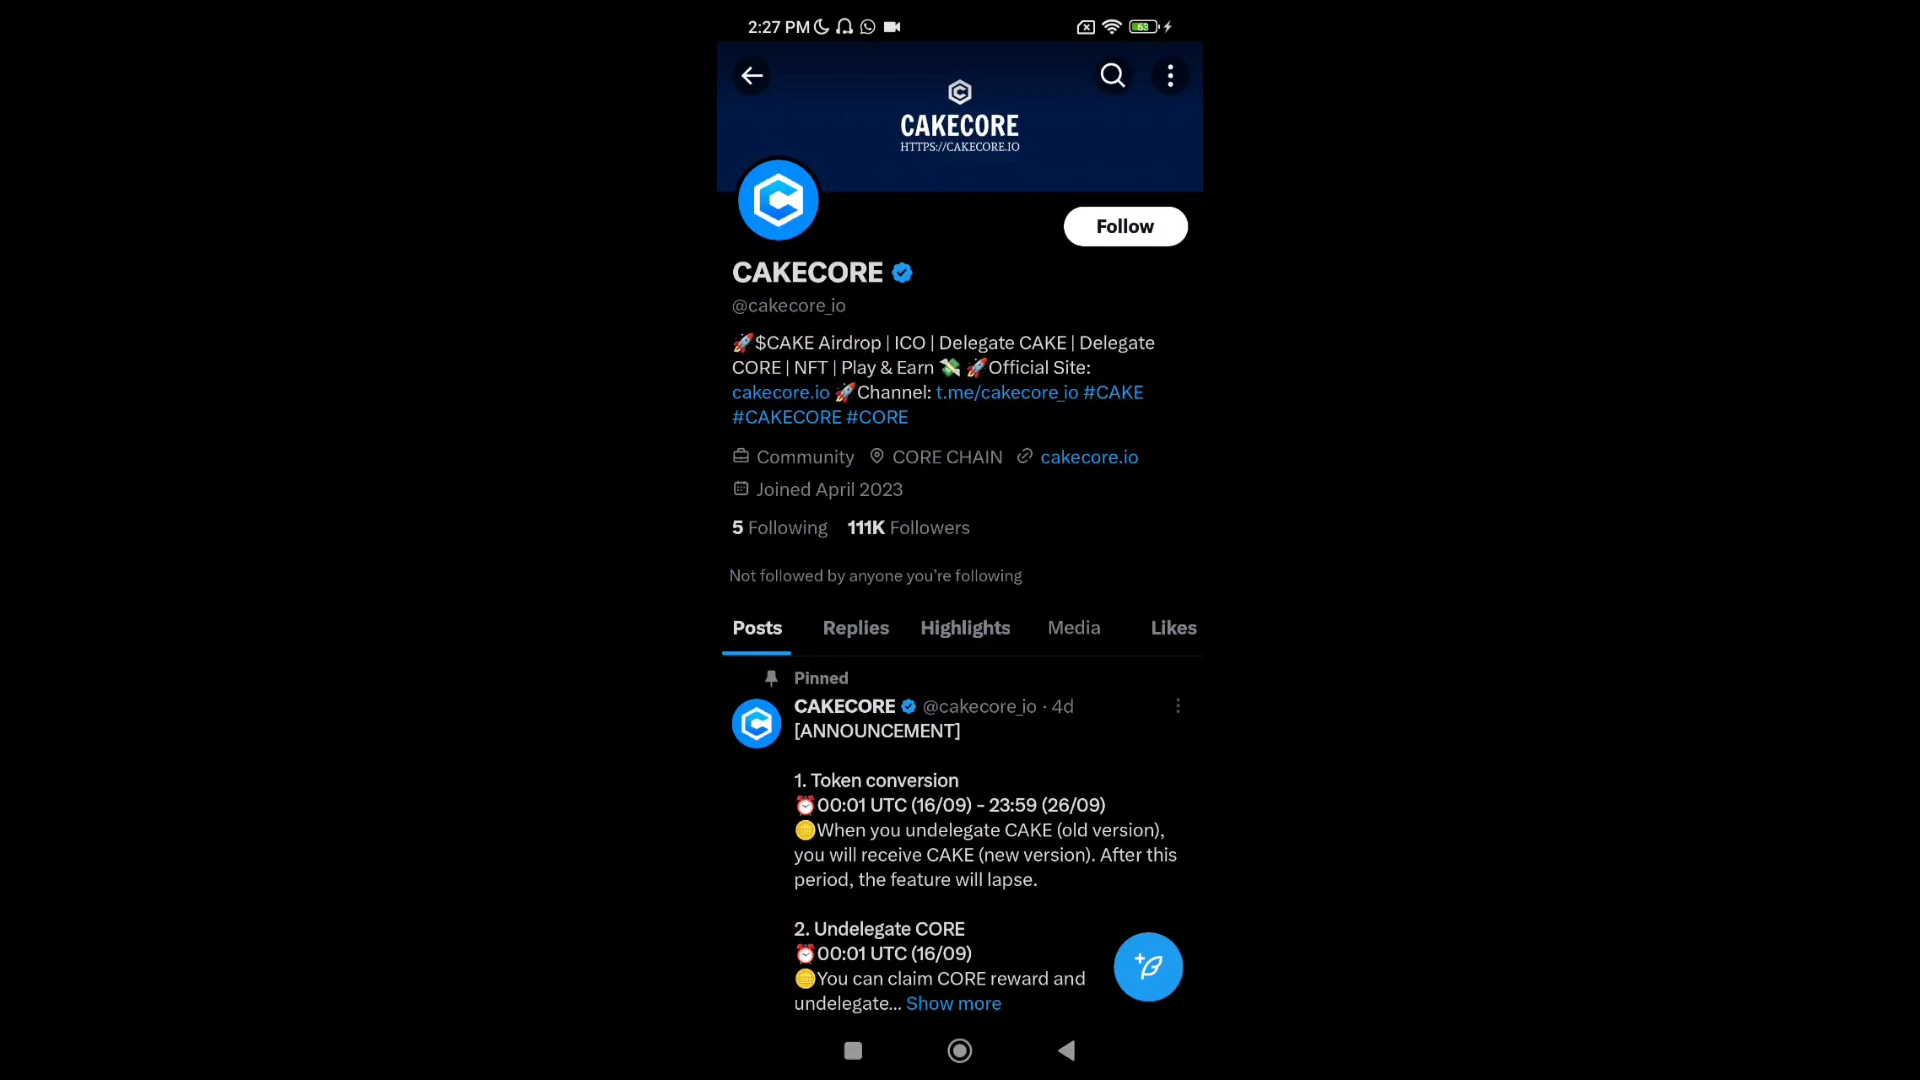 2:27 PM
63
CAKECORE
HTTPS://CAKECORE.IO
Follow
CAKECORE
@cakecore_io
🚀$CAKE Airdrop | ICO | Delegate CAKE | Delegate
CORE | NFT | Play & Earn 💸 🚀Official Site:
cakecore.io 🚀Channel: t.me/cakecore_io #CAKE
#CAKECORE #CORE
Community CORE CHAIN cakecore.io
Joined April 2023
5 Following 111K Followers
Not followed by anyone you're following
Posts Replies Highlights Media Likes
Pinned
CAKECORE @cakecore_io · 4d
[ANNOUNCEMENT]
1. Token conversion
⏰00:01 UTC (16/09) - 23:59 (26/09)
🪙When you undelegate CAKE (old version),
you will receive CAKE (new version). After this
period, the feature will lapse.
2. Undelegate CORE
⏰00:01 UTC (16/09)
🪙You can claim CORE reward and
undelegate... Show more